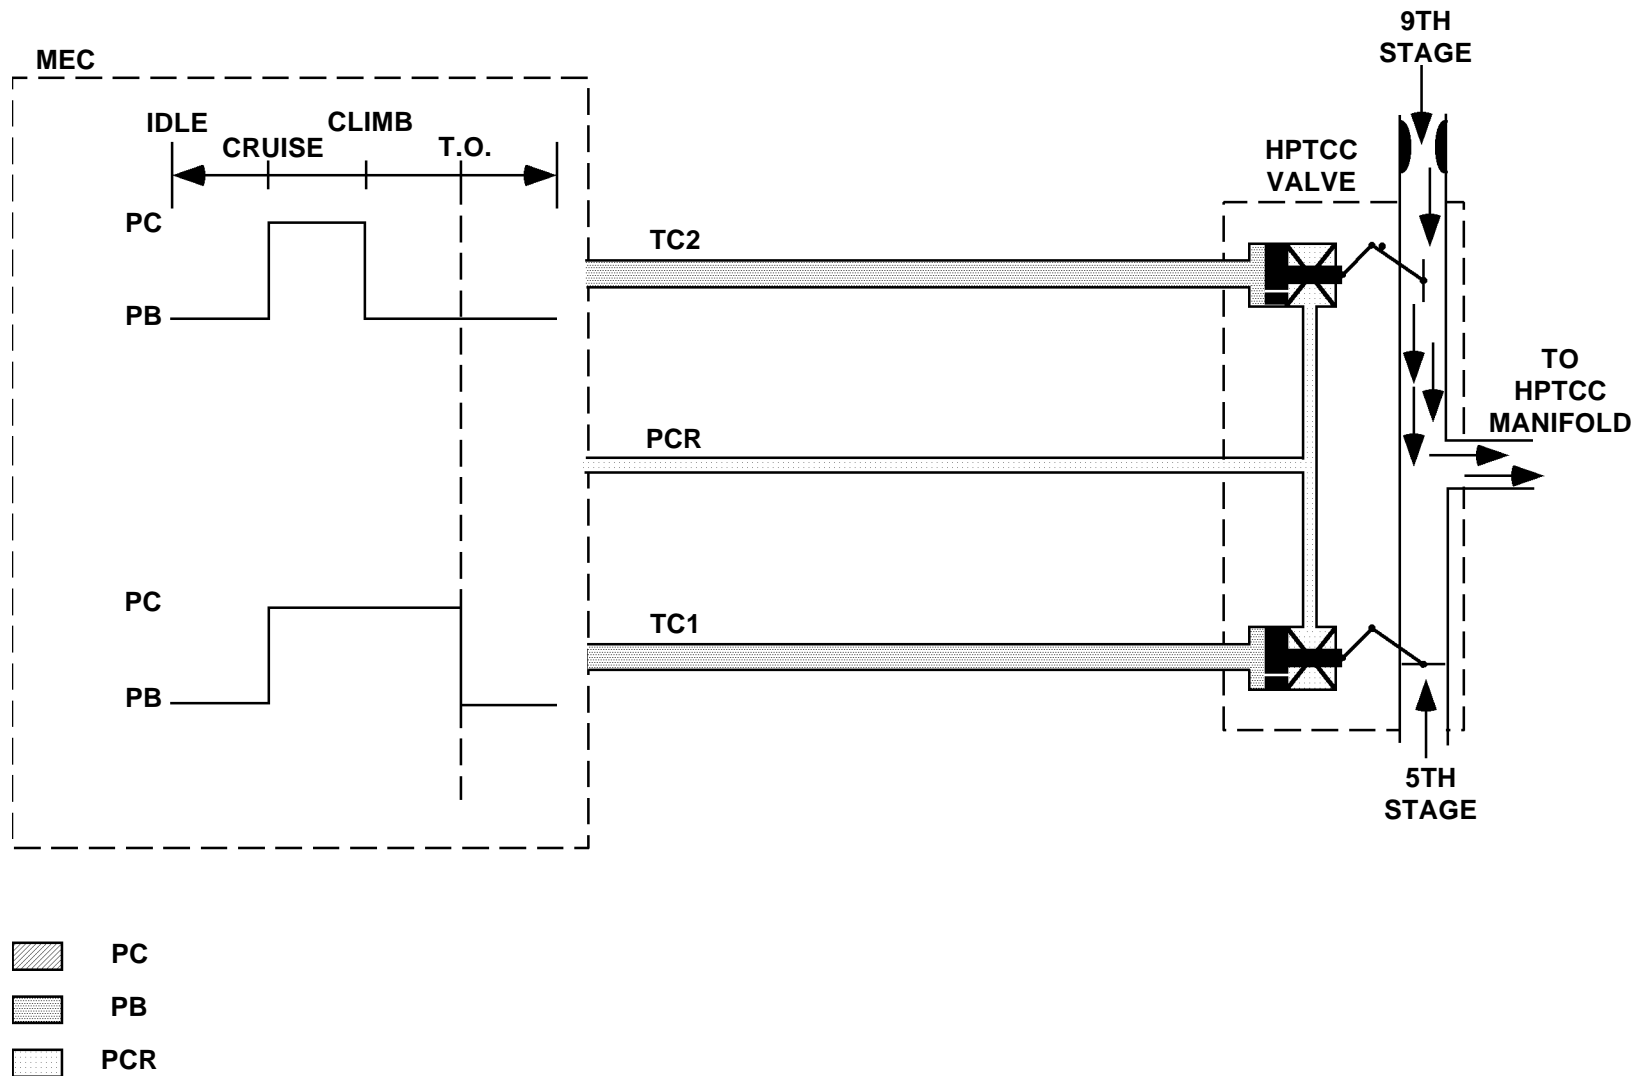 9TH
STAGE
MEC
IDLE
CRUISE
CLIMB
T.O.
HPTCC
VALVE
PC
PB
TC2
TO
HPTCC
MANIFOLD
PCR
PC
PB
TC1
5TH
STAGE
PC
PB
PCR